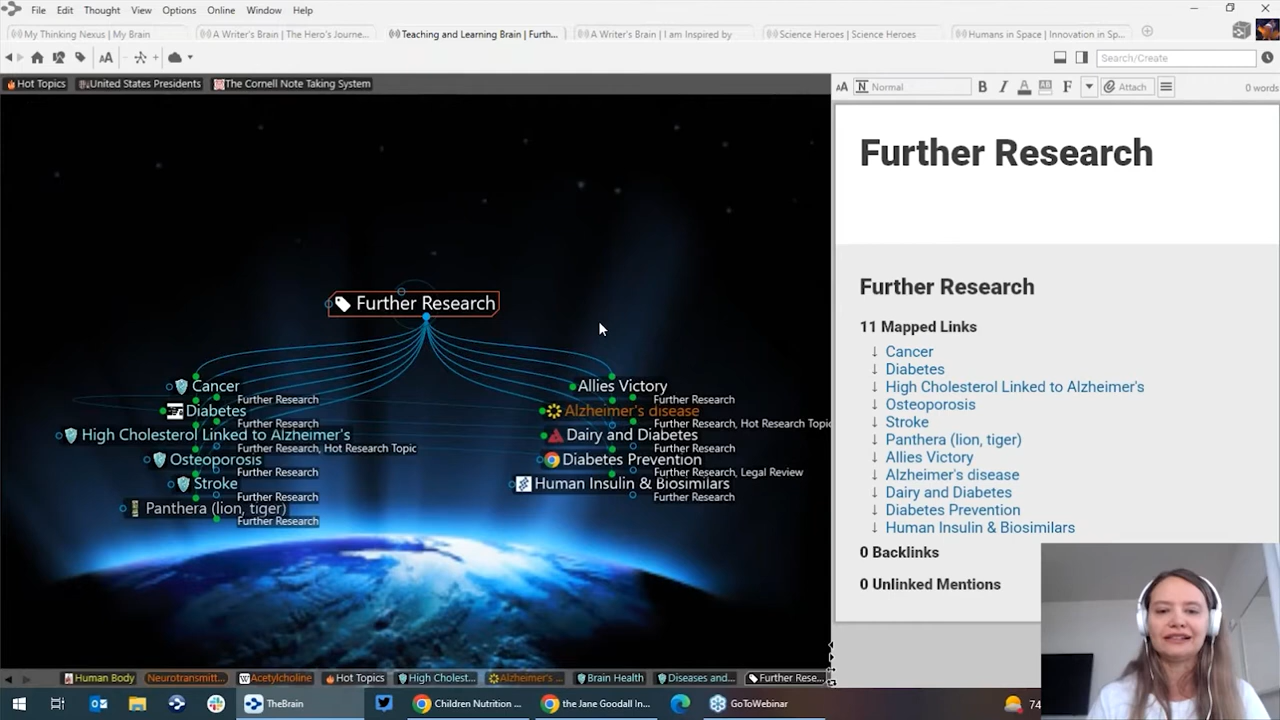 File Edit Thought View Options Online Window Help
My Thinking Nexus | My Brain
A Writer's Brain | The Hero's Journe...
Teaching and Learning Brain | Furth...
A Writer's Brain | I am Inspired by
Science Heroes | Science Heroes
Humans in Space | Innovation in Sp...
Search/Create
Hot Topics
United States Presidents
The Cornell Note Taking System
Normal
B I F
Attach
0 words
Further Research
Further Research
Cancer
Further Research
Diabetes
Further Research
High Cholesterol Linked to Alzheimer's
Further Research, Hot Research Topic
Osteoporosis
Further Research
Stroke
Further Research
Panthera (lion, tiger)
Further Research
Allies Victory
Further Research
Alzheimer's disease
Further Research, Hot Research Topic
Dairy and Diabetes
Further Research
Diabetes Prevention
Further Research, Legal Review
Human Insulin & Biosimilars
Further Research
Further Research
11 Mapped Links
↓ Cancer
↓ Diabetes
↓ High Cholesterol Linked to Alzheimer's
↓ Osteoporosis
↓ Stroke
↓ Panthera (lion, tiger)
↓ Allies Victory
↓ Alzheimer's disease
↓ Dairy and Diabetes
↓ Diabetes Prevention
↓ Human Insulin & Biosimilars
0 Backlinks
0 Unlinked Mentions
Human Body
Neurotransmitt...
Acetylcholine
Hot Topics
High Cholest...
Alzheimer's ...
Brain Health
Diseases and...
Further Rese...
TheBrain
Children Nutrition ...
the Jane Goodall In...
GoToWebinar
74